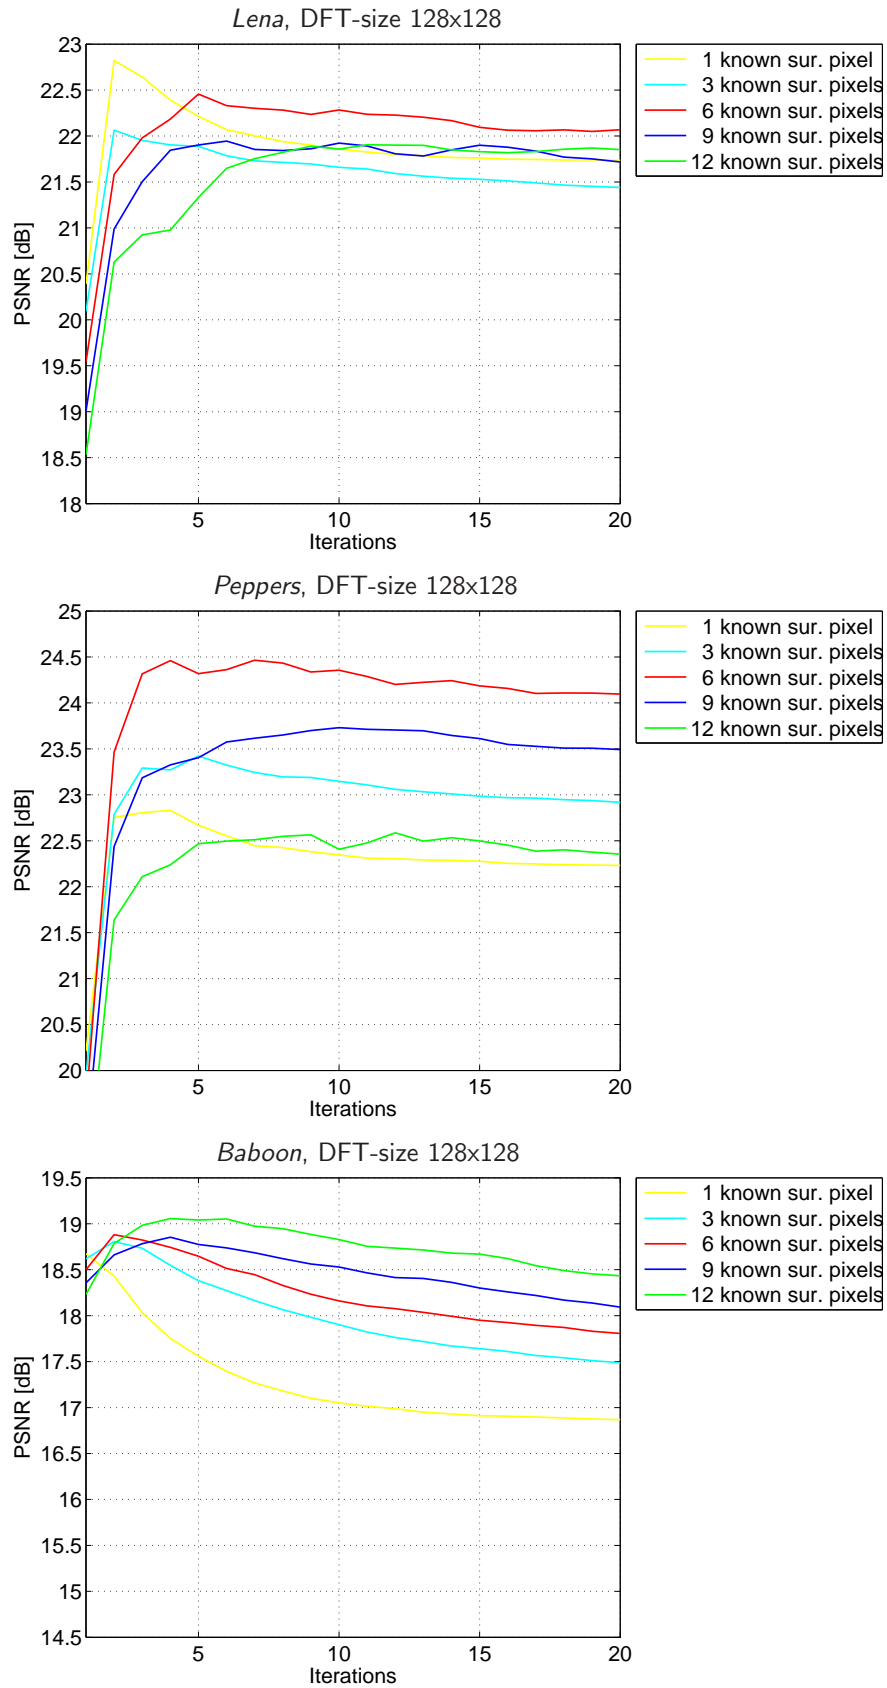 Lena, DFT-size 128x128
23
22.5
22
21.5
21
20.5
20
19.5
19
18.5
18
PSNR [dB]
5
10
15
20
Iterations
1 known sur. pixel
3 known sur. pixels
6 known sur. pixels
9 known sur. pixels
12 known sur. pixels
Peppers, DFT-size 128x128
25
24.5
24
23.5
23
22.5
22
21.5
21
20.5
20
PSNR [dB]
5
10
15
20
Iterations
1 known sur. pixel
3 known sur. pixels
6 known sur. pixels
9 known sur. pixels
12 known sur. pixels
Baboon, DFT-size 128x128
19.5
19
18.5
18
17.5
17
16.5
16
15.5
15
14.5
PSNR [dB]
5
10
15
20
Iterations
1 known sur. pixel
3 known sur. pixels
6 known sur. pixels
9 known sur. pixels
12 known sur. pixels